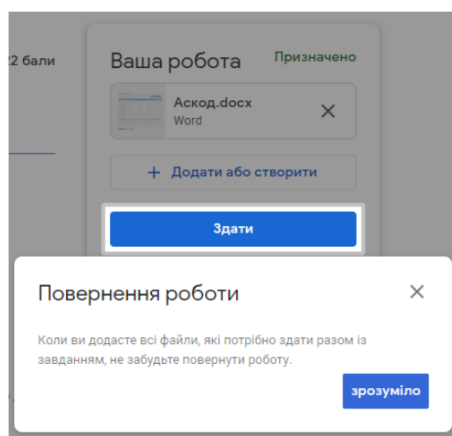 2 бали
Ваша робота
Призначено
Аскод.docx
Word
+ Додати або створити
Здати
Повернення роботи
Коли ви додасте всі файли, які потрібно здати разом із
завданням, не забудьте повернути роботу.
зрозуміло